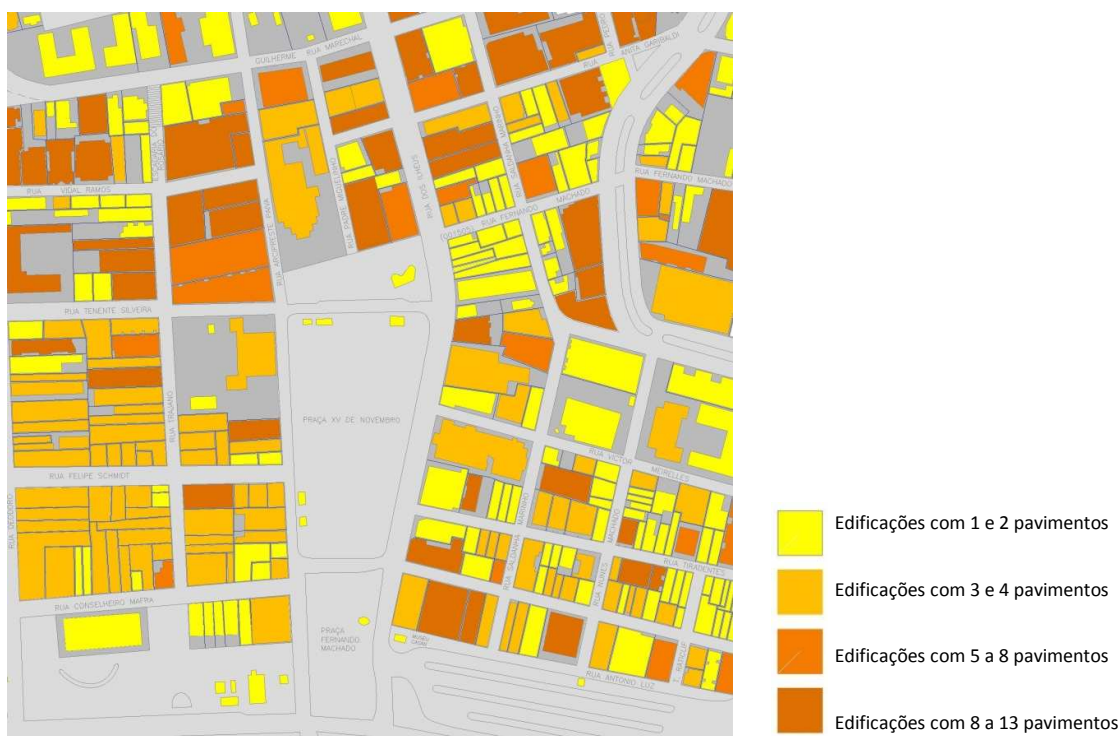 GUILHERME RUA MARECHAL
RUA ANITA GARIBALDI
RUA VIDAL RAMOS
RUA FERNANDO MACHADO
RUA SALDANHA MARINHO
RUA DOS ILHEUS
RUA PADRE MIGUELINHO
RUA ARCIPRESTE PAIVA
(001505) RUA FERNANDO MACHADO
RUA TENENTE SILVEIRA
RUA TRAJANO
PRAÇA XV DE NOVEMBRO
RUA VICTOR MEIRELLES
RUA FELIPE SCHMIDT
RUA DEODORO
RUA SALDANHA MARINHO
RUA NUNES MACHADO
RUA TIRADENTES
RUA CONSELHEIRO MAFRA
PRAÇA
FERNANDO
MACHADO
RUA ANTONIO LUZ
Edificações com 1 e 2 pavimentos
Edificações com 3 e 4 pavimentos
Edificações com 5 a 8 pavimentos
Edificações com 8 a 13 pavimentos